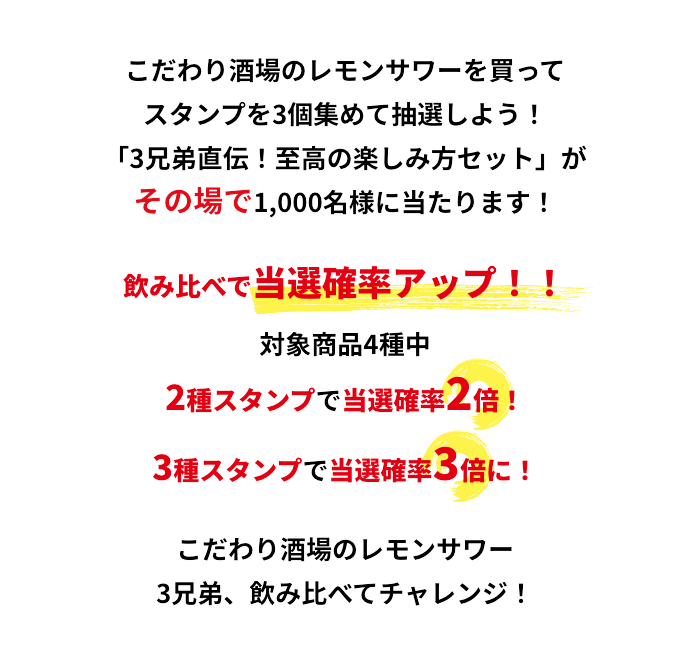 こだわり酒場のレモンサワーを買って
スタンプを3個集めて抽選しよう！
「3兄弟直伝！至高の楽しみ方セット」が
その場で1,000名様に当たります！
飲み比べで当選確率アップ！！
対象商品4種中
2種スタンプで当選確率2倍！
3種スタンプで当選確率3倍に！
こだわり酒場のレモンサワー
3兄弟、飲み比べてチャレンジ！